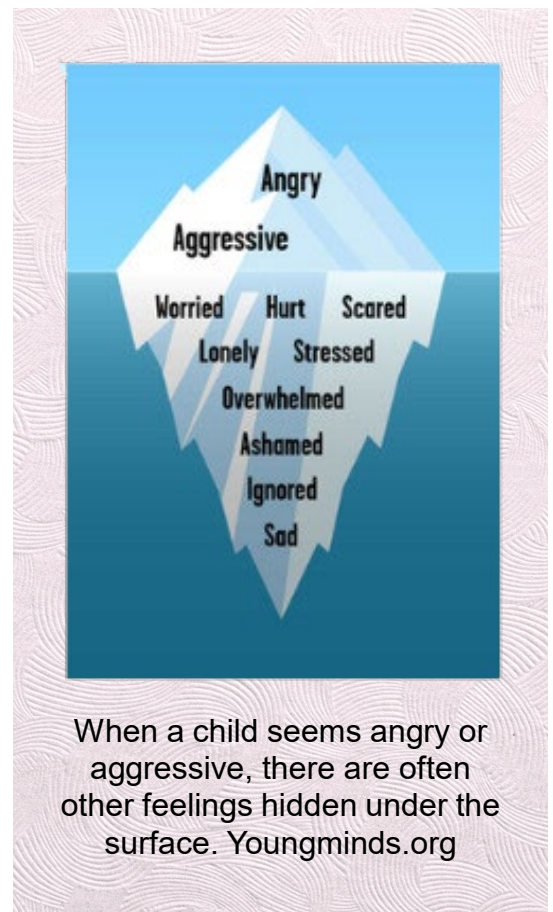 Angry
Aggressive
Worried Hurt Scared
Lonely Stressed
Overwhelmed
Ashamed
Ignored
Sad
When a child seems angry or
aggressive, there are often
other feelings hidden under the
surface. Youngminds.org